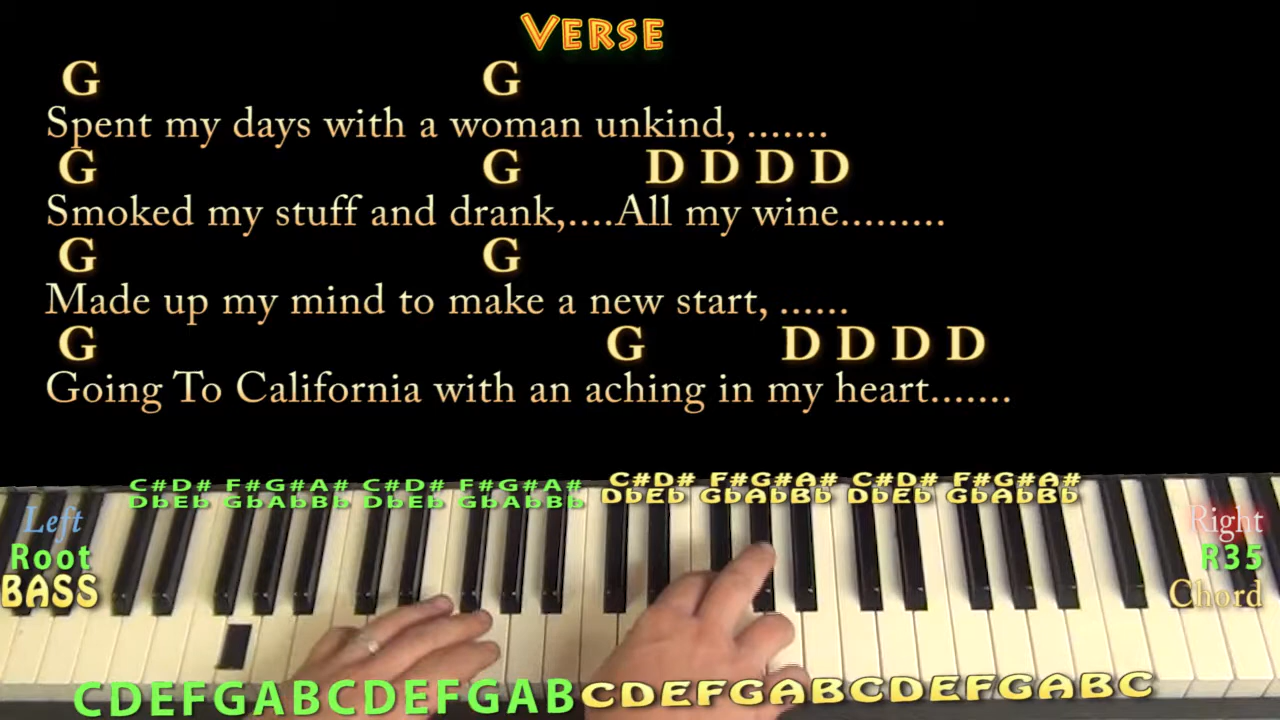 VERSE
G G
Spent my days with a woman unkind, .......
G G D D D D
Smoked my stuff and drank,....All my wine.........
G G
Made up my mind to make a new start, ......
G G D D D D
Going To California with an aching in my heart.......
C#D# F#G#A# C#D# F#G#A# C#D# F#G#A# C#D# F#G#A#
DbEb GbAbBb DbEb GbAbBb DbEb GbAbBb DbEb GbAbBb
Left Right
Root R35
BASS Chord
CDEFGABCDEFGAB CDEFGABCDEFGABC